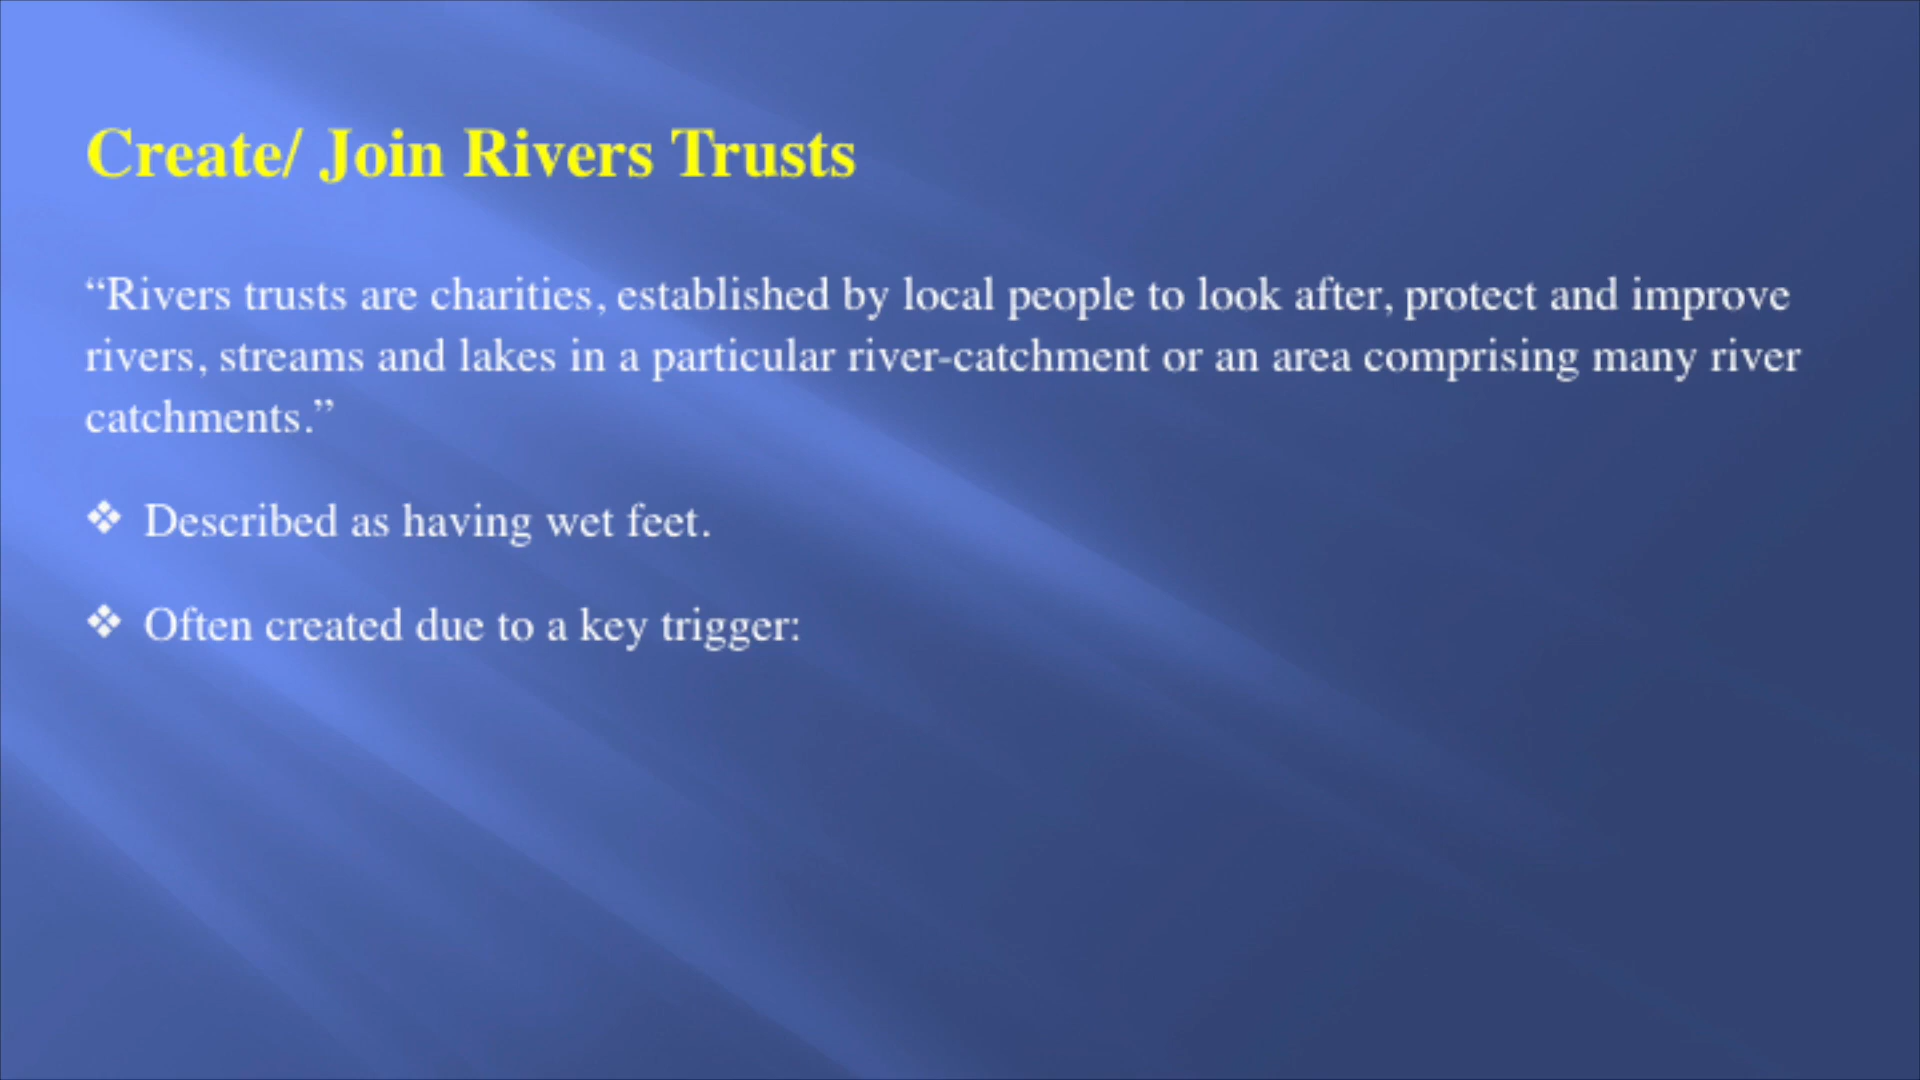 Create/ Join Rivers Trusts
“Rivers trusts are charities, established by local people to look after, protect and improve
rivers, streams and lakes in a particular river-catchment or an area comprising many river
catchments.”
❖ Described as having wet feet.
❖ Often created due to a key trigger: